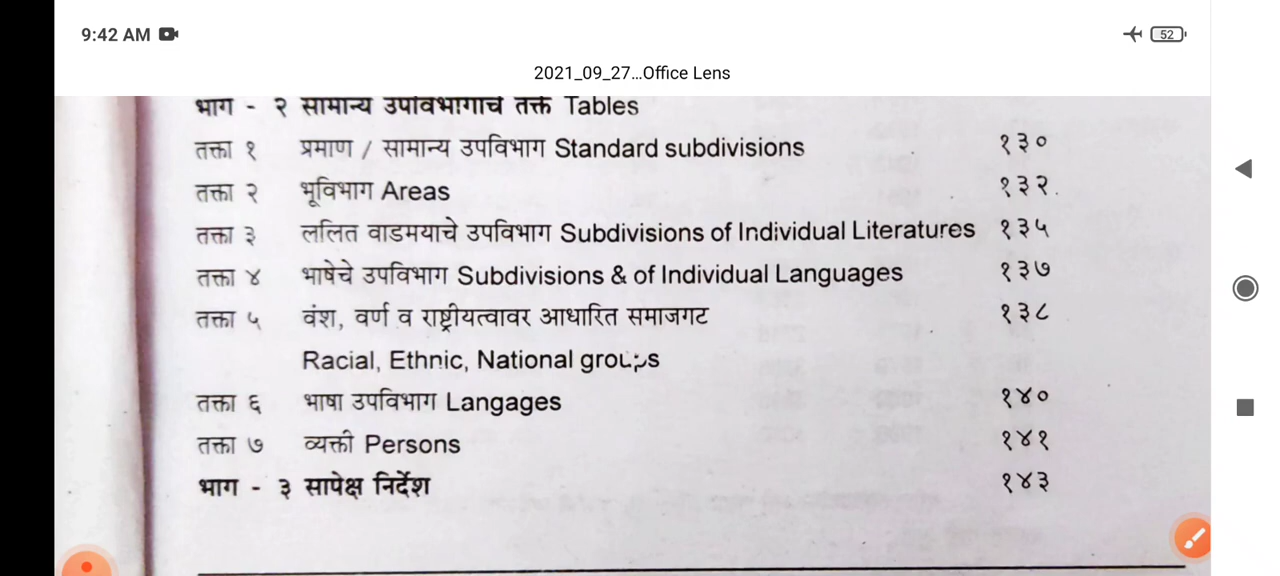 9:42 AM
52
2021_09_27...Office Lens
भाग - २ सामान्य उपविभागाचे तक्ते Tables
तक्ता १ प्रमाण / सामान्य उपविभाग Standard subdivisions १३०
तक्ता २ भूविभाग Areas १३२
तक्ता ३ ललित वाडमयाचे उपविभाग Subdivisions of Individual Literatures १३५
तक्ता ४ भाषेचे उपविभाग Subdivisions & of Individual Languages १३७
तक्ता ५ वंश, वर्ण व राष्ट्रीयत्वावर आधारित समाजगट १३८
Racial, Ethnic, National groups
तक्ता ६ भाषा उपविभाग Langages १४०
तक्ता ७ व्यक्ती Persons १४१
भाग - ३ सापेक्ष निर्देश १४३